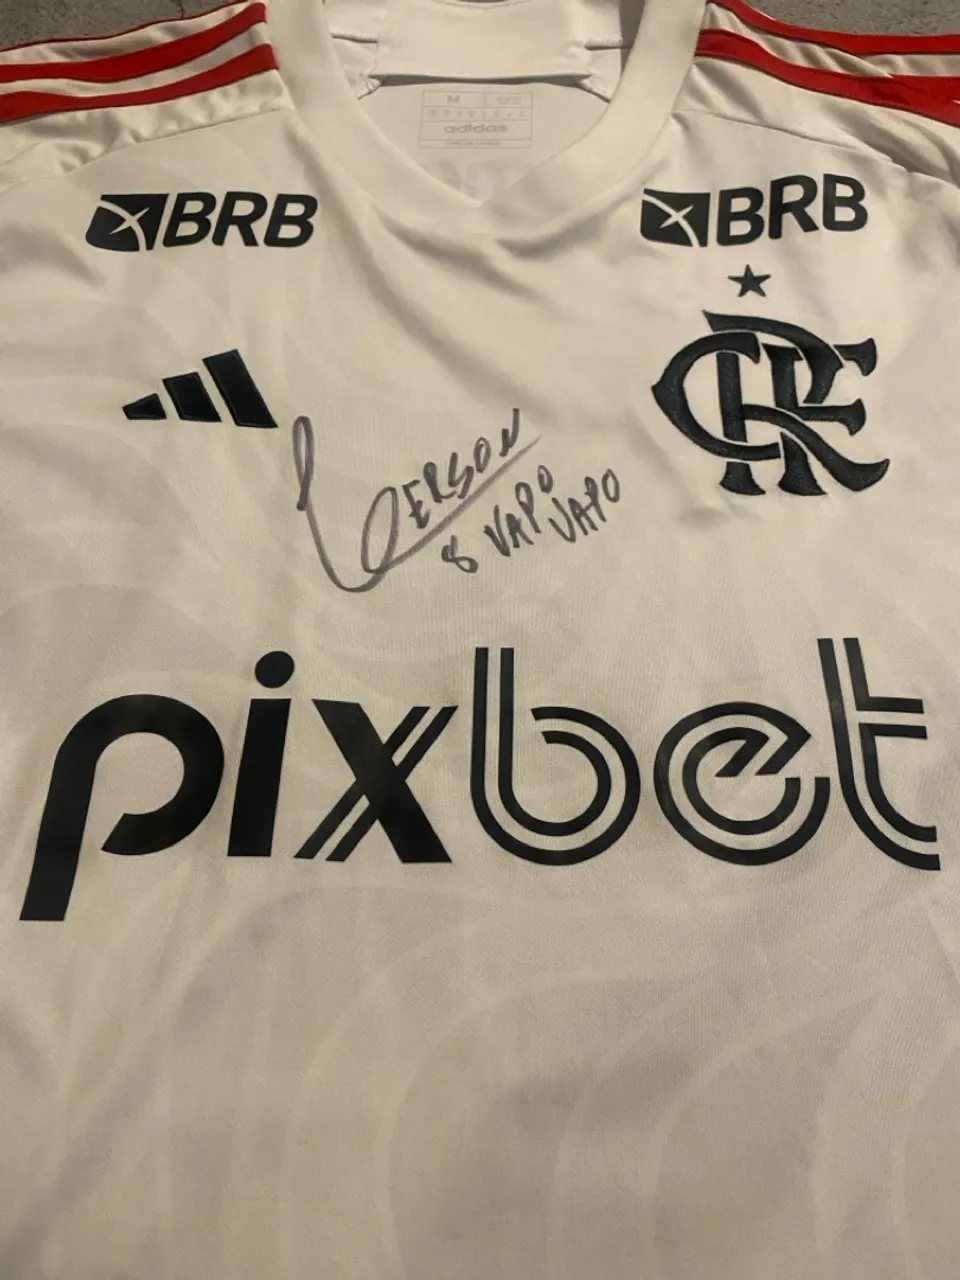 M
adidas
BRB
BRB
CRF
GERSON
8 VAPO
VAPO
pixbet